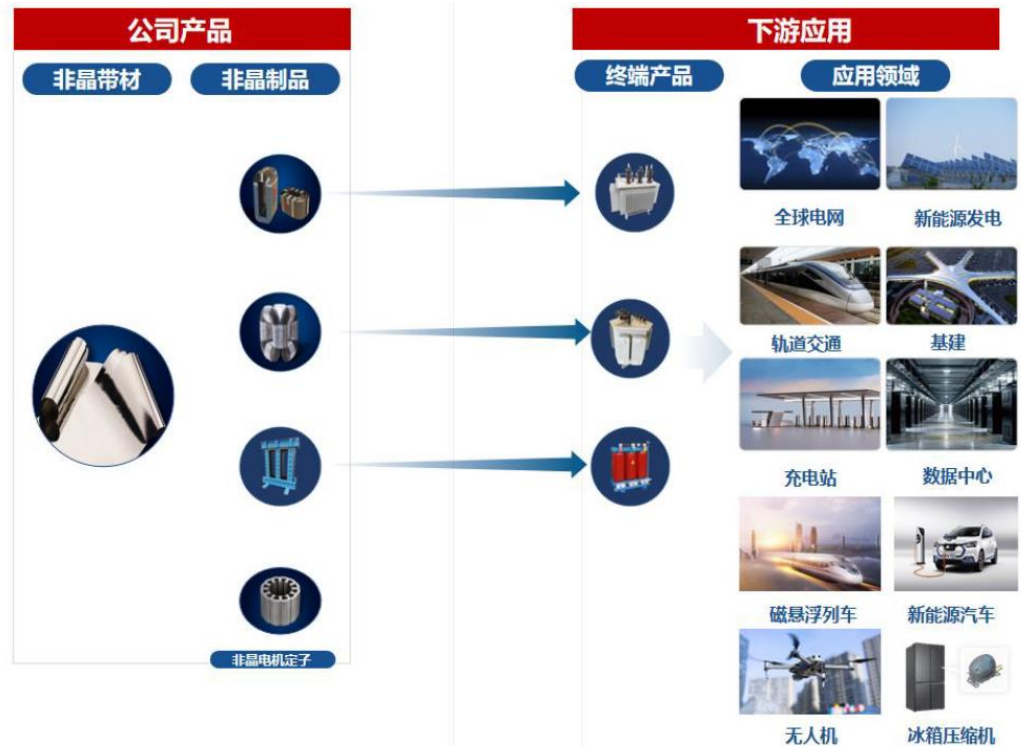 公司产品
下游应用
非晶带材
非晶制品
终端产品
应用领域
全球电网
新能源发电
轨道交通
基建
充电站
数据中心
磁悬浮列车
新能源汽车
非晶电机定子
无人机
冰箱压缩机